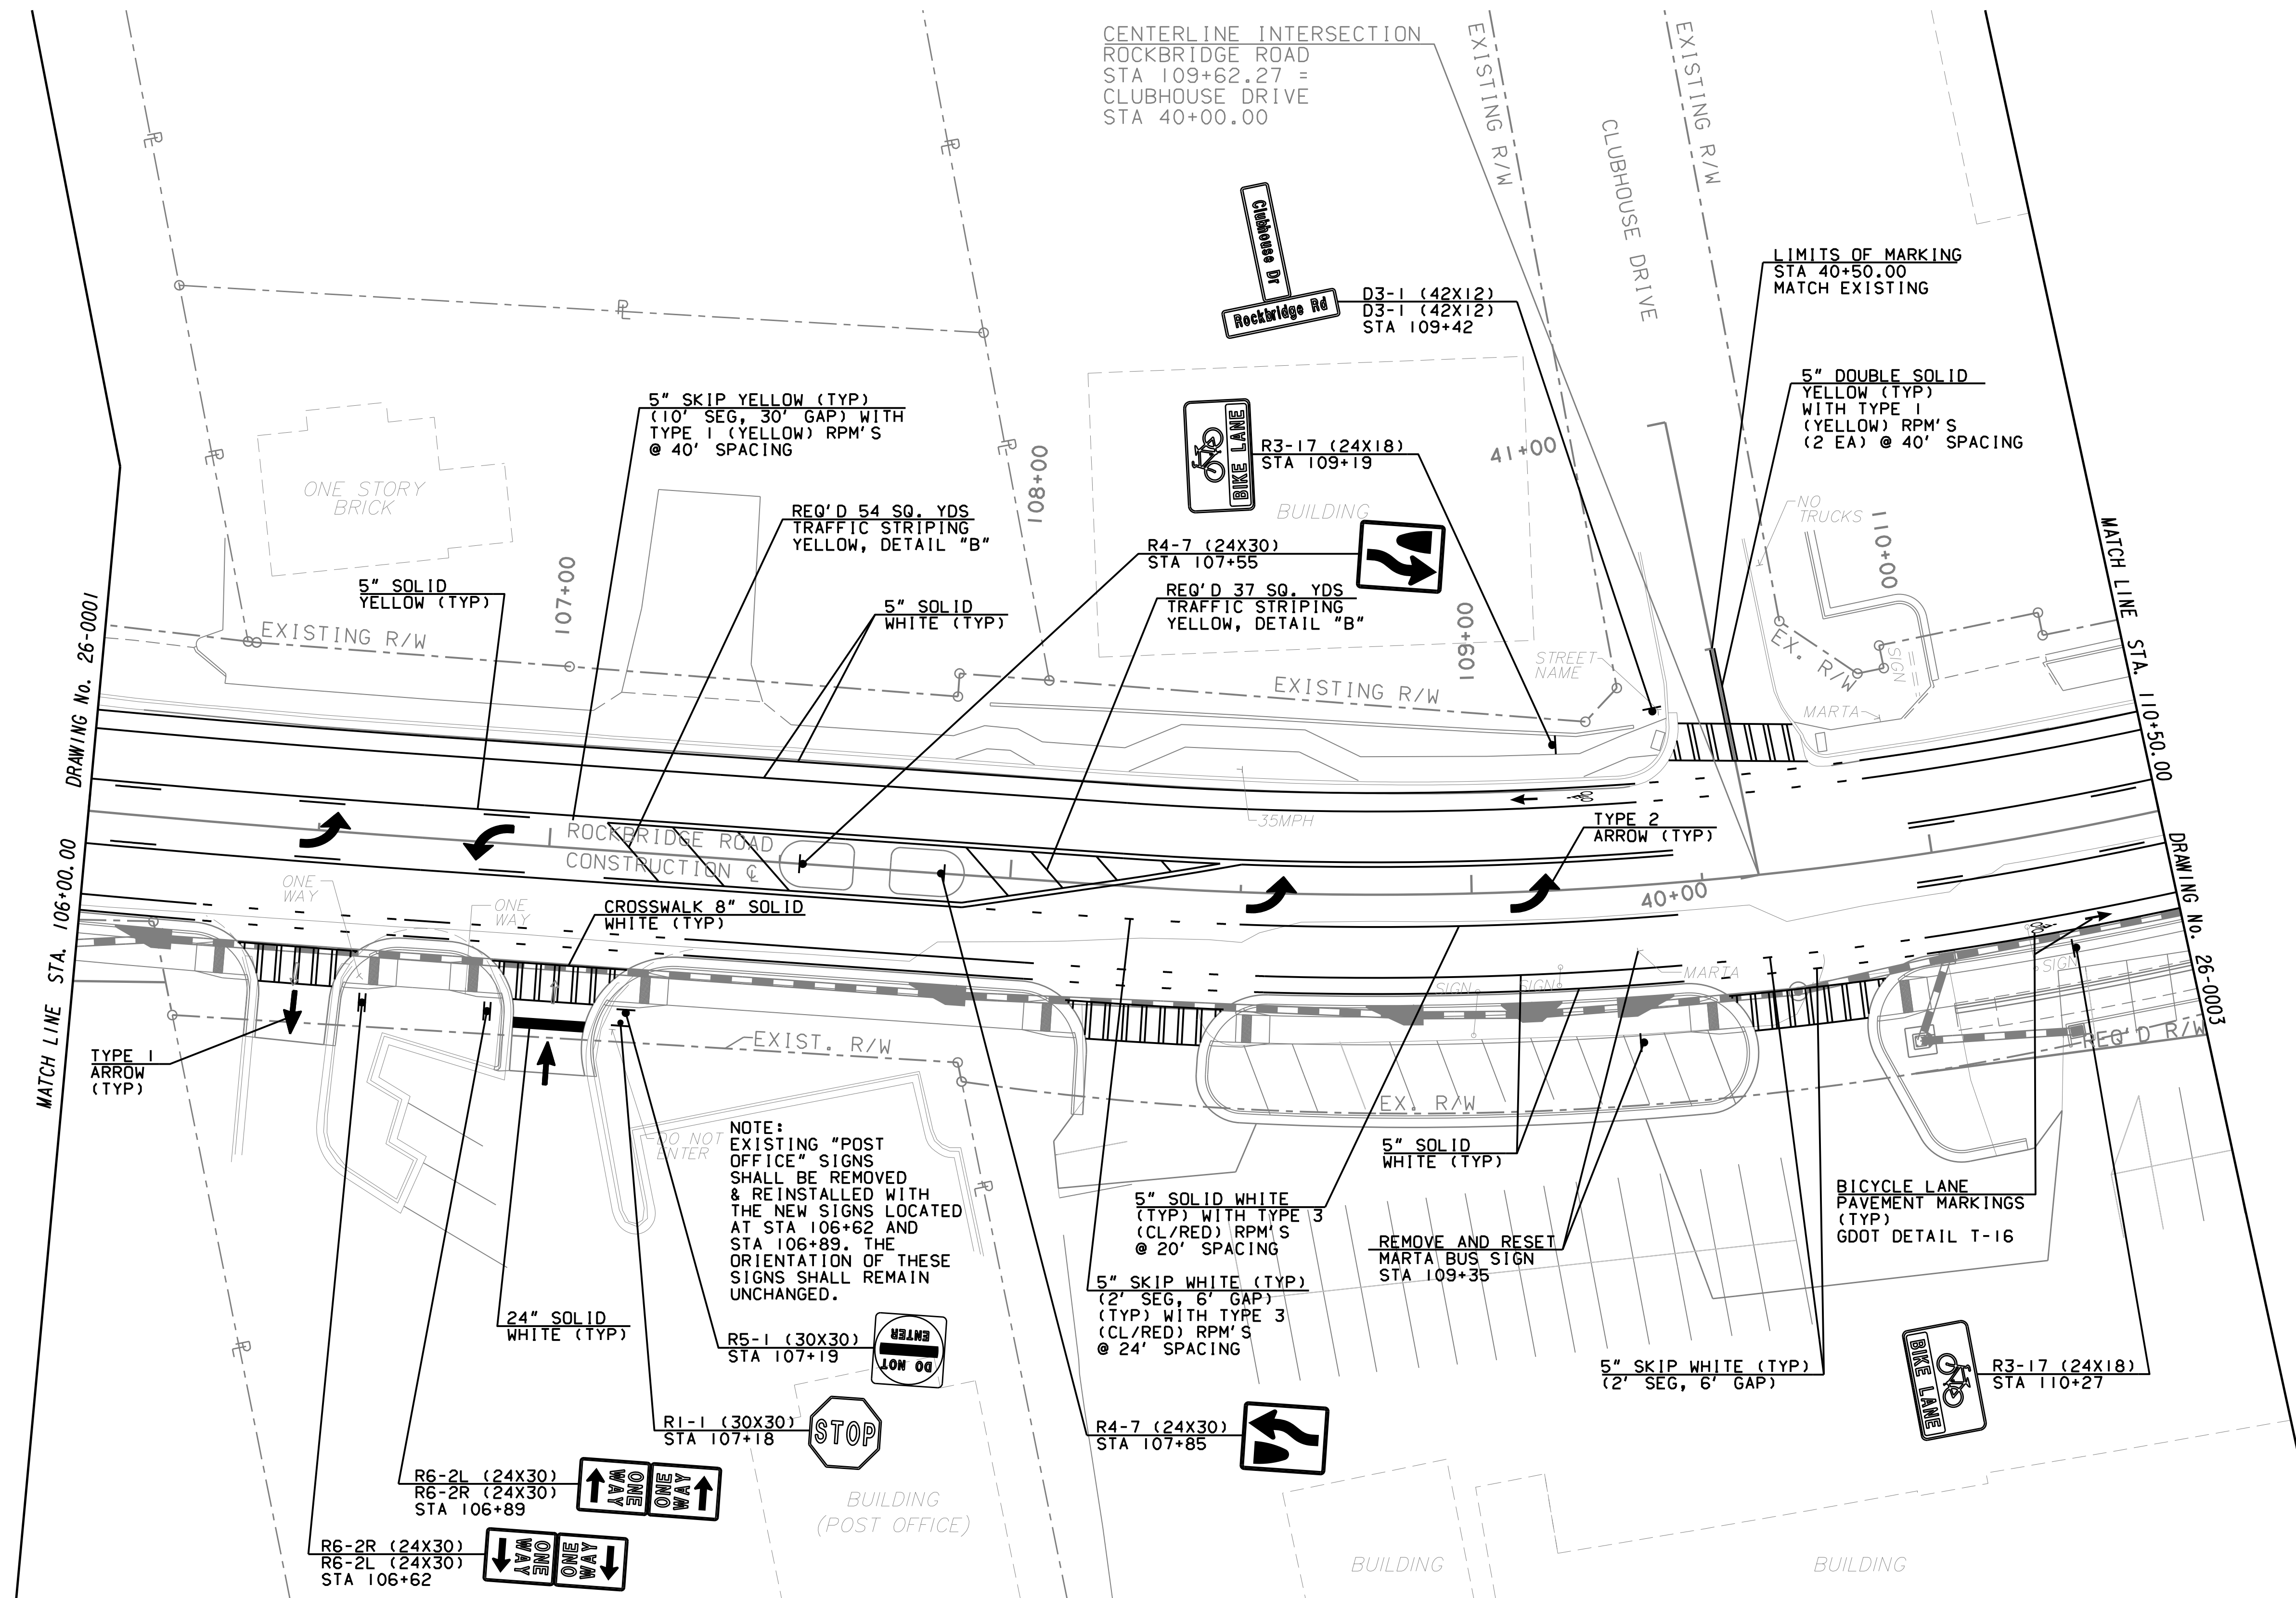 CENTERLINE INTERSECTION
ROCKBRIDGE ROAD
STA 109+62.27 =
CLUBHOUSE DRIVE
STA 40+00.00
EXISTING R/W
EXISTING R/W
CLUBHOUSE DRIVE
Clubhouse Dr
Rockbridge Rd
D3-1 (42X12)
D3-1 (42X12)
STA 109+42
LIMITS OF MARKING
STA 40+50.00
MATCH EXISTING
5" DOUBLE SOLID
YELLOW (TYP)
WITH TYPE 1
(YELLOW) RPM'S
(2 EA) @ 40' SPACING
5" SKIP YELLOW (TYP)
(10' SEG, 30' GAP) WITH
TYPE 1 (YELLOW) RPM'S
@ 40' SPACING
BIKE LANE
R3-17 (24X18)
STA 109+19
41+00
108+00
ONE STORY
BRICK
REQ'D 54 SQ. YDS
TRAFFIC STRIPING
YELLOW, DETAIL "B"
BUILDING
NO
TRUCKS
110+00
R4-7 (24X30)
STA 107+55
REQ'D 37 SQ. YDS
TRAFFIC STRIPING
YELLOW, DETAIL "B"
5" SOLID
YELLOW (TYP)
107+00
5" SOLID
WHITE (TYP)
109+00
EXISTING R/W
EXISTING R/W
STREET
NAME
EX. R/W
SIGN
MARTA
MATCH LINE STA. 106+00.00 DRAWING No. 26-0001
MATCH LINE STA. 110+50.00 DRAWING No. 26-0003
35MPH
TYPE 2
ARROW (TYP)
ROCKBRIDGE ROAD
CONSTRUCTION ℄
40+00
ONE
WAY
ONE
WAY
CROSSWALK 8" SOLID
WHITE (TYP)
MARTA
SIGN
SIGN
SIGN
TYPE 1
ARROW
(TYP)
EXIST. R/W
REQ'D R/W
EX. R/W
DO NOT
ENTER
NOTE:
EXISTING "POST
OFFICE" SIGNS
SHALL BE REMOVED
& REINSTALLED WITH
THE NEW SIGNS LOCATED
AT STA 106+62 AND
STA 106+89. THE
ORIENTATION OF THESE
SIGNS SHALL REMAIN
UNCHANGED.
5" SOLID
WHITE (TYP)
5" SOLID WHITE
(TYP) WITH TYPE 3
(CL/RED) RPM'S
@ 20' SPACING
REMOVE AND RESET
MARTA BUS SIGN
STA 109+35
BICYCLE LANE
PAVEMENT MARKINGS
(TYP)
GDOT DETAIL T-16
5" SKIP WHITE (TYP)
(2' SEG, 6' GAP)
(TYP) WITH TYPE 3
(CL/RED) RPM'S
@ 24' SPACING
24" SOLID
WHITE (TYP)
R5-1 (30X30)
STA 107+19
DO NOT
ENTER
5" SKIP WHITE (TYP)
(2' SEG, 6' GAP)
BIKE LANE
R3-17 (24X18)
STA 110+27
R1-1 (30X30)
STA 107+18
STOP
R4-7 (24X30)
STA 107+85
R6-2L (24X30)
R6-2R (24X30)
STA 106+89
ONE
WAY
ONE
WAY
BUILDING
(POST OFFICE)
R6-2R (24X30)
R6-2L (24X30)
STA 106+62
ONE
WAY
ONE
WAY
BUILDING
BUILDING